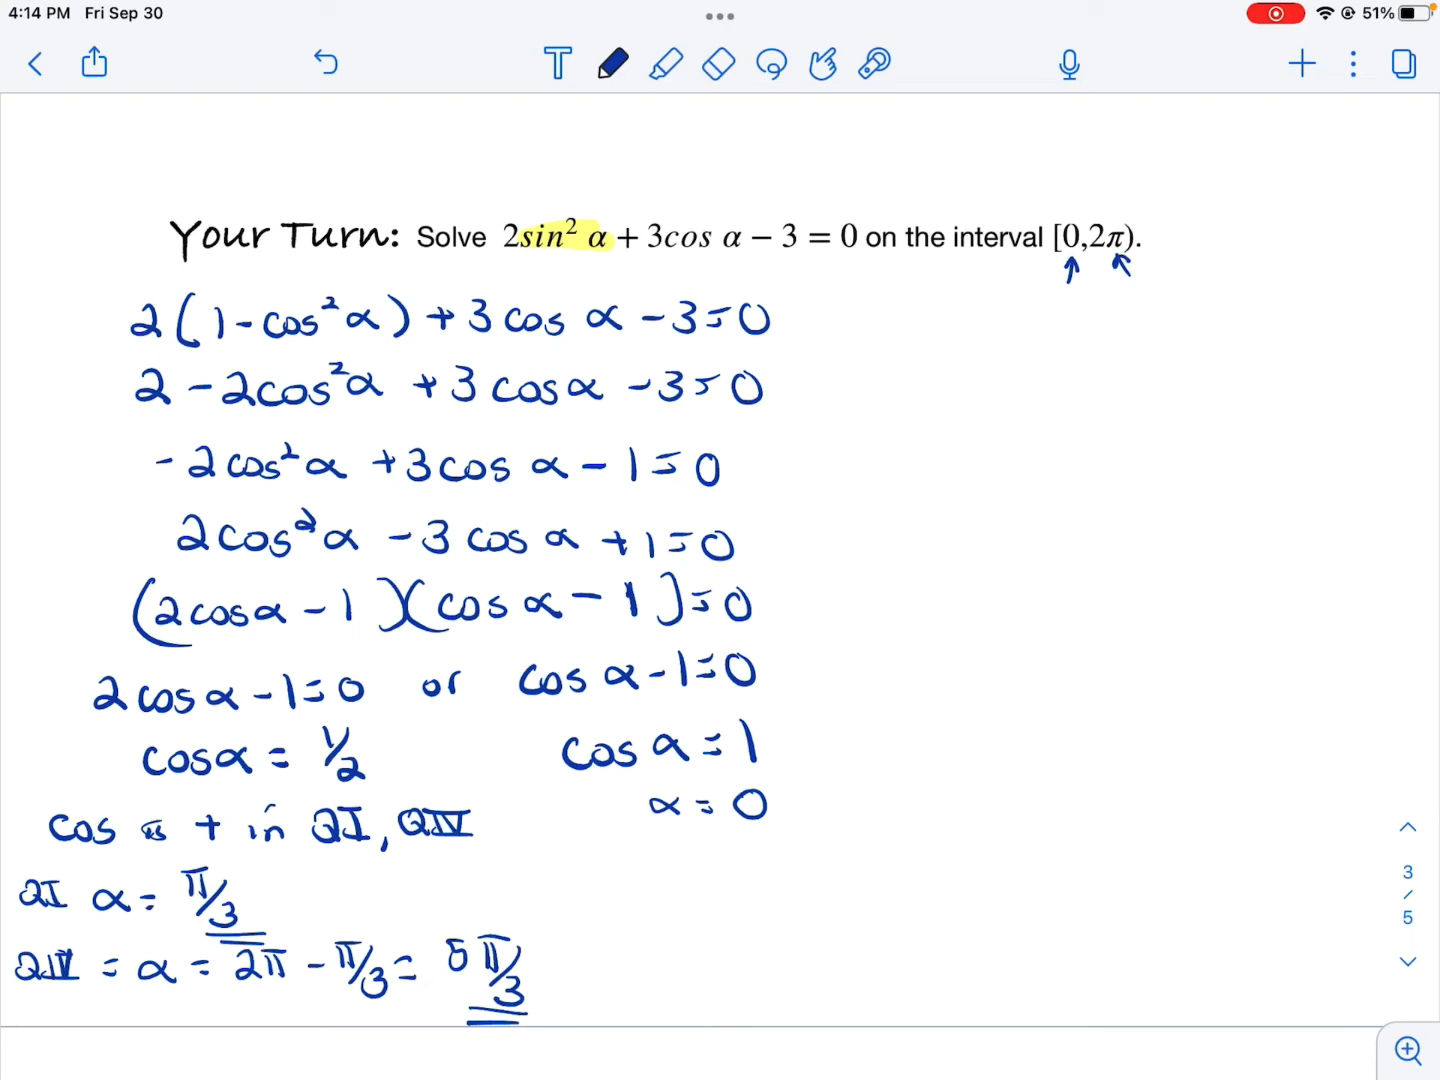 4:14 PM Fri Sep 30 51%
T
Your Turn: Solve 2sin² α + 3cos α − 3 = 0 on the interval [0,2π).
2(1-cos²α) + 3 cos α - 3 = 0
2 - 2cos²α + 3 cos α - 3 = 0
- 2 cos²α + 3 cos α - 1 = 0
2 cos²α - 3 cos α + 1 = 0
(2cosα - 1)(cos α - 1) = 0
2 cos α - 1 = 0 or cos α - 1 = 0
cosα = 1/2 cos α = 1
α = 0
cos is + in QI, QIV
QI α = π/3
QIV = α = 2π - π/3 = 5π/3
3
/
5